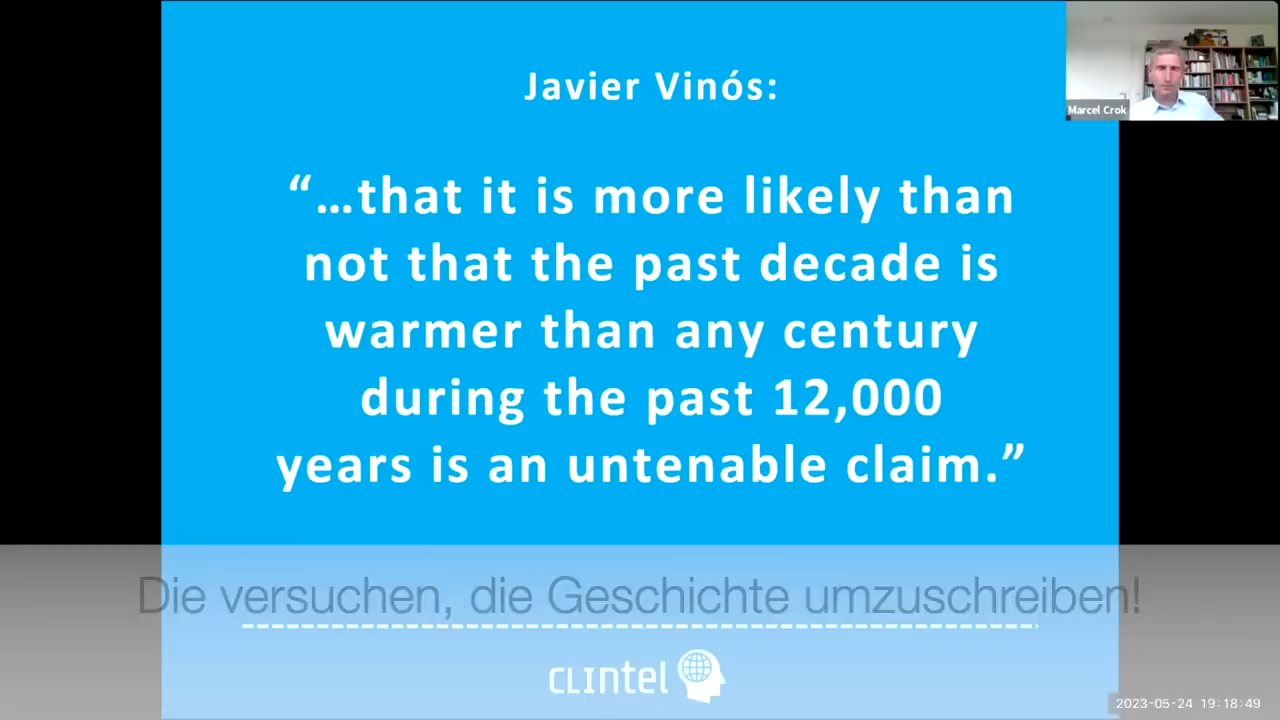 Javier Vinós:
Marcel Crok
“…that it is more likely than
not that the past decade is
warmer than any century
during the past 12,000
years is an untenable claim.”
Die versuchen, die Geschichte umzuschreiben!
CLINTEL
2023-05-24 19:18:49